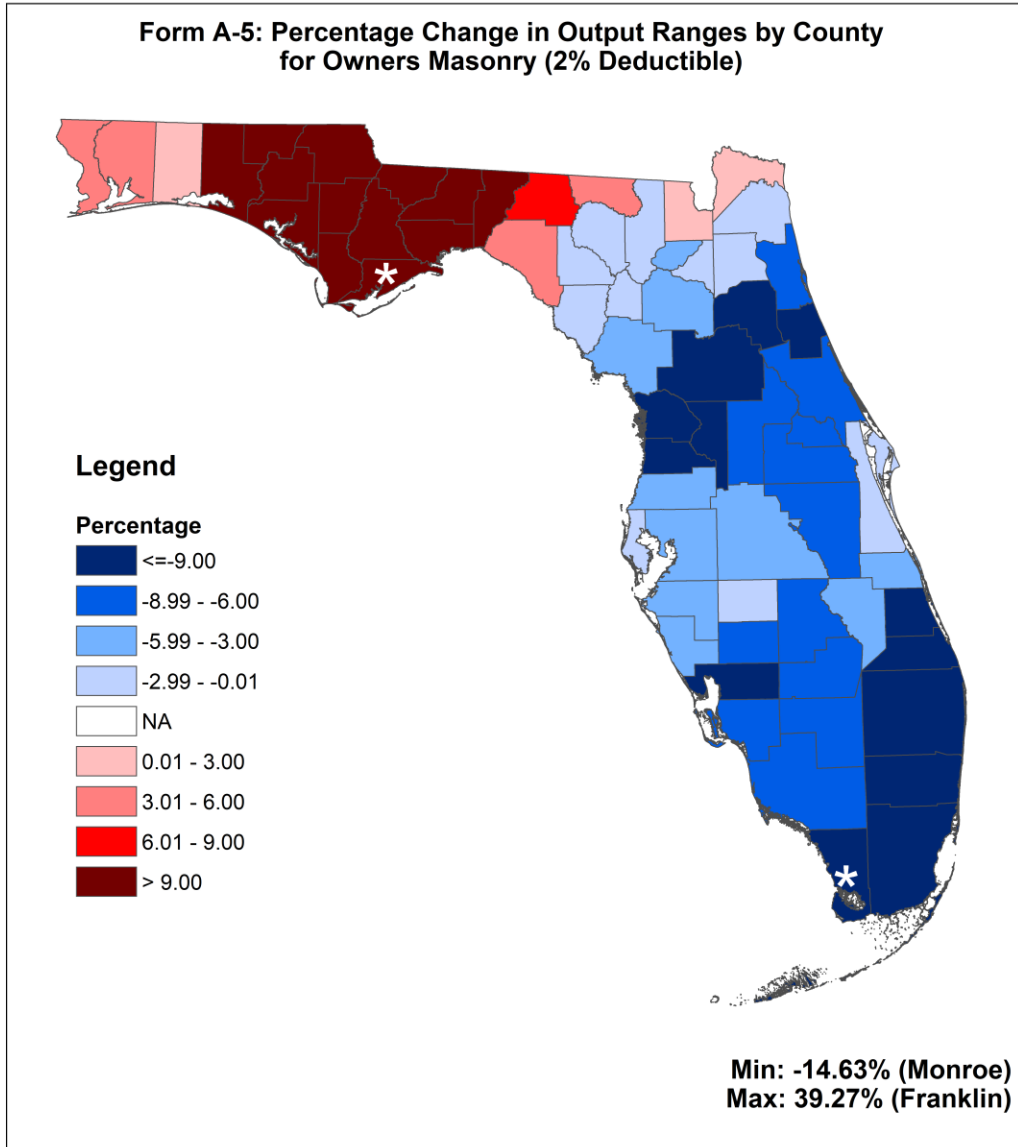 Form A-5: Percentage Change in Output Ranges by County
for Owners Masonry (2% Deductible)
*
*
Legend
Percentage
<=-9.00
-8.99 - -6.00
-5.99 - -3.00
-2.99 - -0.01
NA
0.01 - 3.00
3.01 - 6.00
6.01 - 9.00
> 9.00
Min: -14.63% (Monroe)
Max: 39.27% (Franklin)